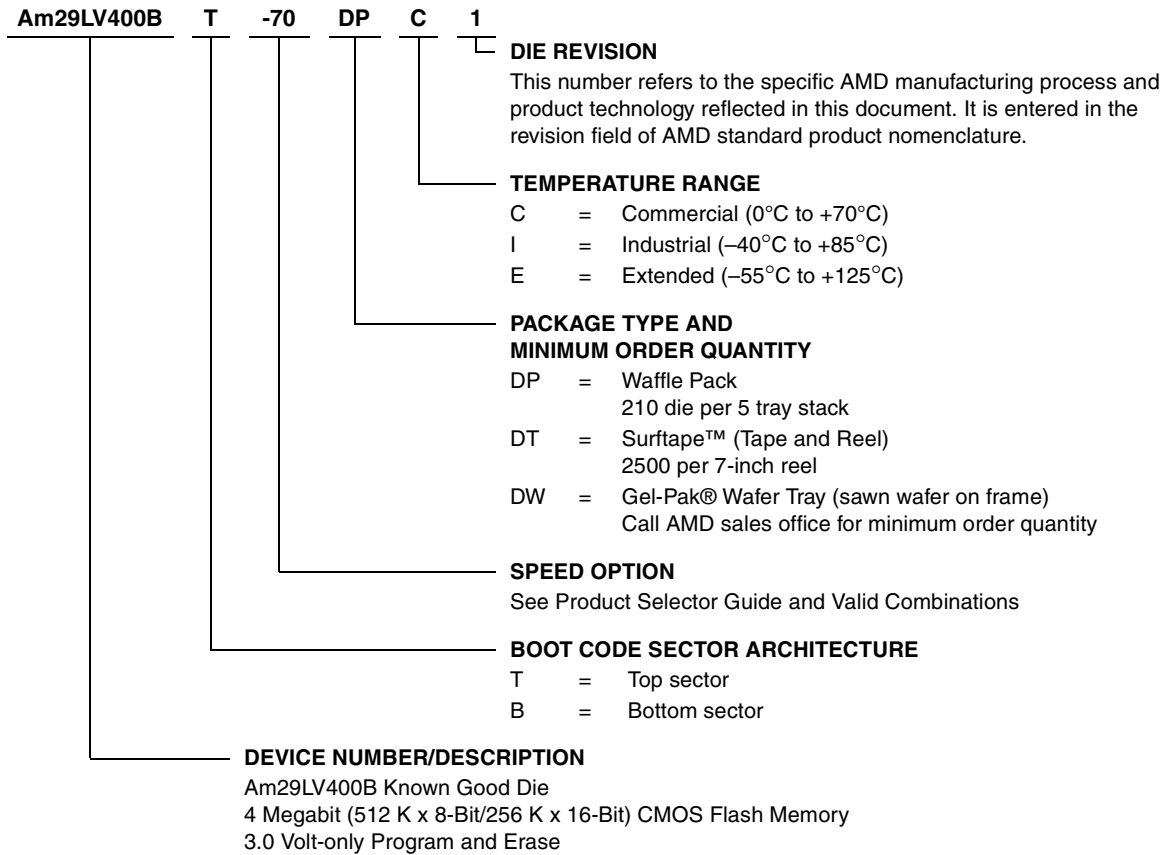 Am29LV400B T -70 DP C 1
DIE REVISION
This number refers to the specific AMD manufacturing process and
product technology reflected in this document. It is entered in the
revision field of AMD standard product nomenclature.
TEMPERATURE RANGE
C = Commercial (0°C to +70°C)
I = Industrial (–40°C to +85°C)
E = Extended (–55°C to +125°C)
PACKAGE TYPE AND
MINIMUM ORDER QUANTITY
DP = Waffle Pack
210 die per 5 tray stack
DT = Surftape™ (Tape and Reel)
2500 per 7-inch reel
DW = Gel-Pak® Wafer Tray (sawn wafer on frame)
Call AMD sales office for minimum order quantity
SPEED OPTION
See Product Selector Guide and Valid Combinations
BOOT CODE SECTOR ARCHITECTURE
T = Top sector
B = Bottom sector
DEVICE NUMBER/DESCRIPTION
Am29LV400B Known Good Die
4 Megabit (512 K x 8-Bit/256 K x 16-Bit) CMOS Flash Memory
3.0 Volt-only Program and Erase